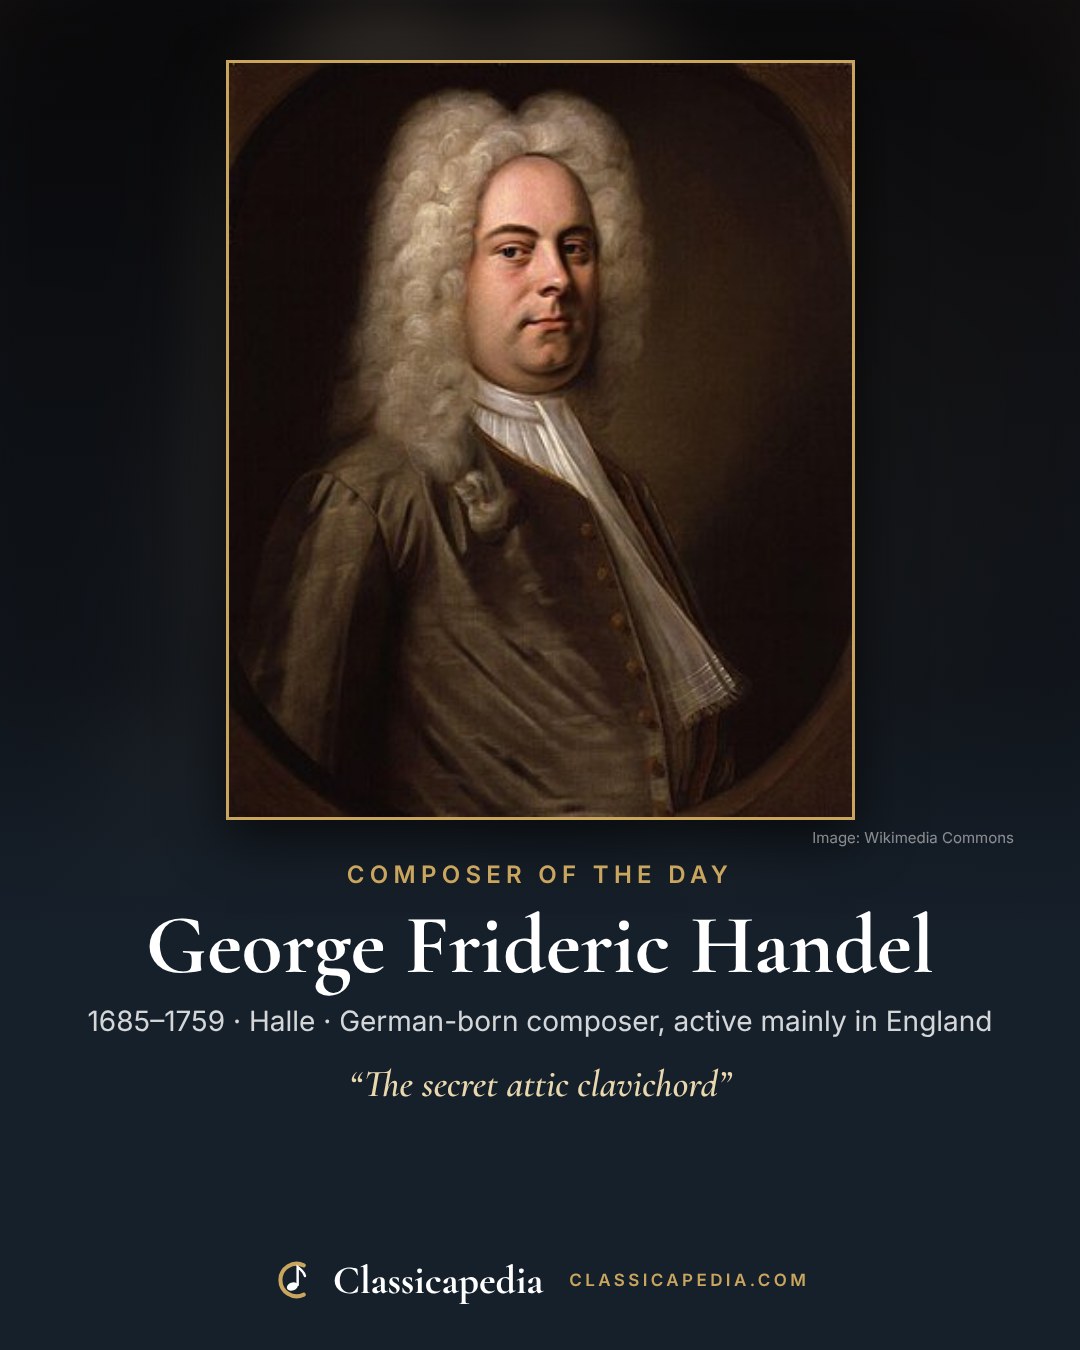 Image: Wikimedia Commons
COMPOSER OF THE DAY
George Frideric Handel
1685–1759 · Halle · German-born composer, active mainly in England
“The secret attic clavichord”
Classicapedia CLASSICAPEDIA.COM